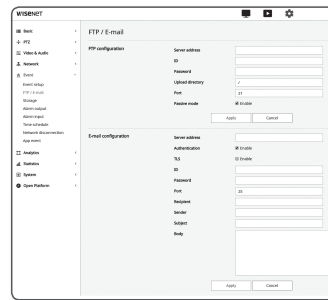 WISENET
Basic
PTZ
Video & Audio
Network
Event
Event setup
FTP / E-mail
Storage
Alarm output
Alarm input
Time schedule
Network disconnection
App event
Analytics
Statistics
System
Open Platform
FTP / E-mail
FTP configuration
Server address
ID
Password
Upload directory /
Port 21
Passive mode Enable
Apply Cancel
E-mail configuration
Server address
Authentication Enable
TLS Enable
ID
Password
Port 25
Recipient
Sender
Subject
Body
Apply Cancel